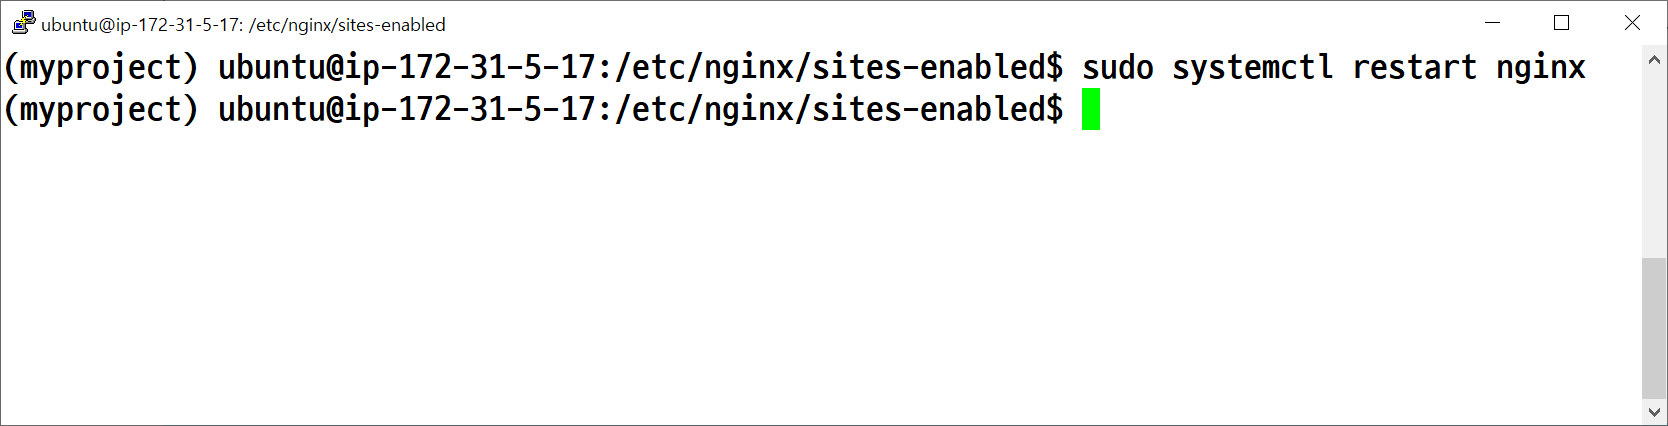 ubuntu@ip-172-31-5-17: /etc/nginx/sites-enabled
(myproject) ubuntu@ip-172-31-5-17:/etc/nginx/sites-enabled$ sudo systemctl restart nginx
(myproject) ubuntu@ip-172-31-5-17:/etc/nginx/sites-enabled$